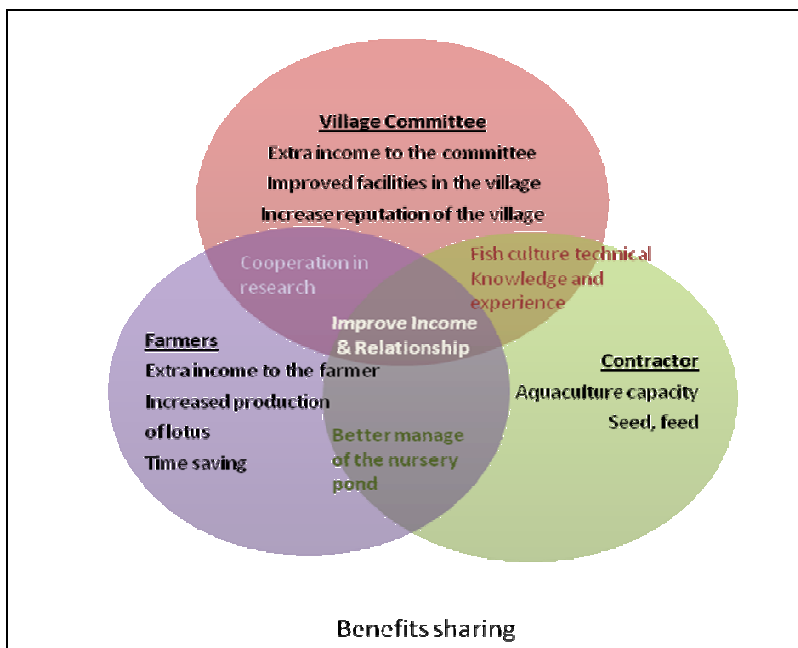 Village Committee
Extra income to the committee
Improved facilities in the village
Increase reputation of the village
Cooperation in
research
Fish culture technical
Knowledge and
experience
Improve Income
& Relationship
Farmers
Extra income to the farmer
Increased production
of lotus
Time saving
Contractor
Aquaculture capacity
Seed, feed
Better manage
of the nursery
pond
Benefits sharing